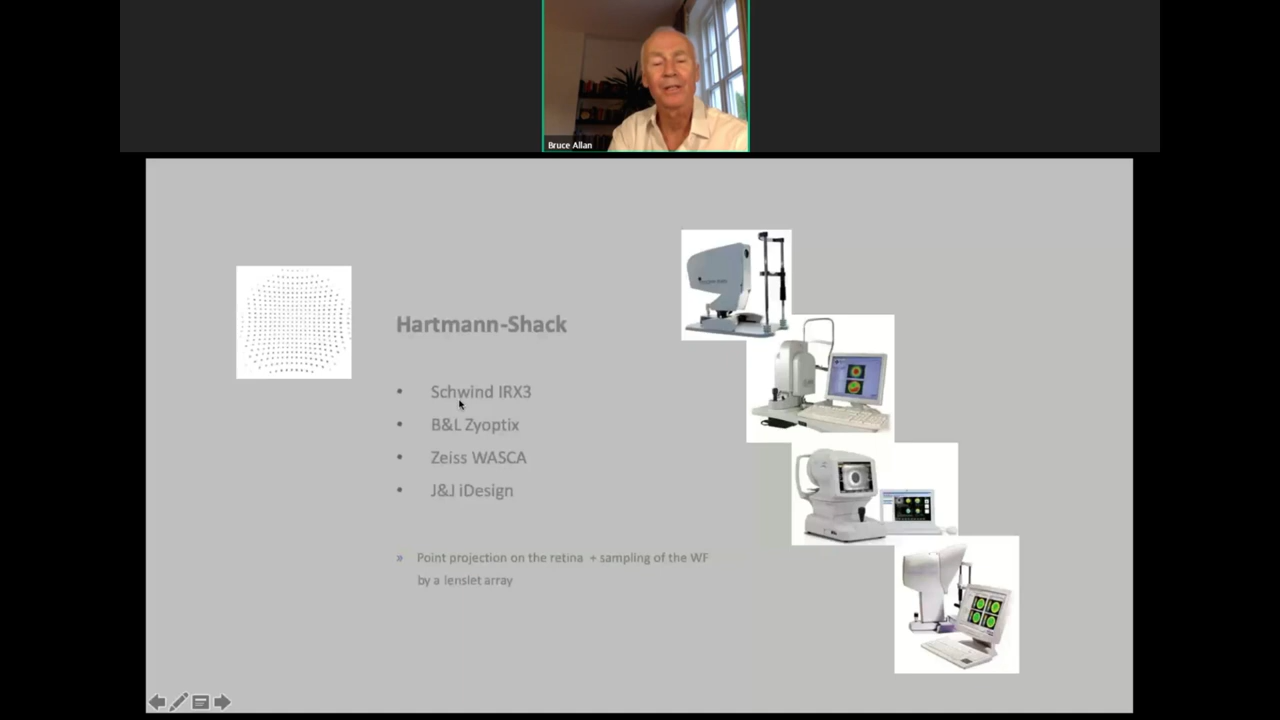 Bruce Allan
Hartmann-Shack
• Schwind IRX3
• B&L Zyoptix
• Zeiss WASCA
• J&J iDesign
» Point projection on the retina + sampling of the WF
by a lenslet array